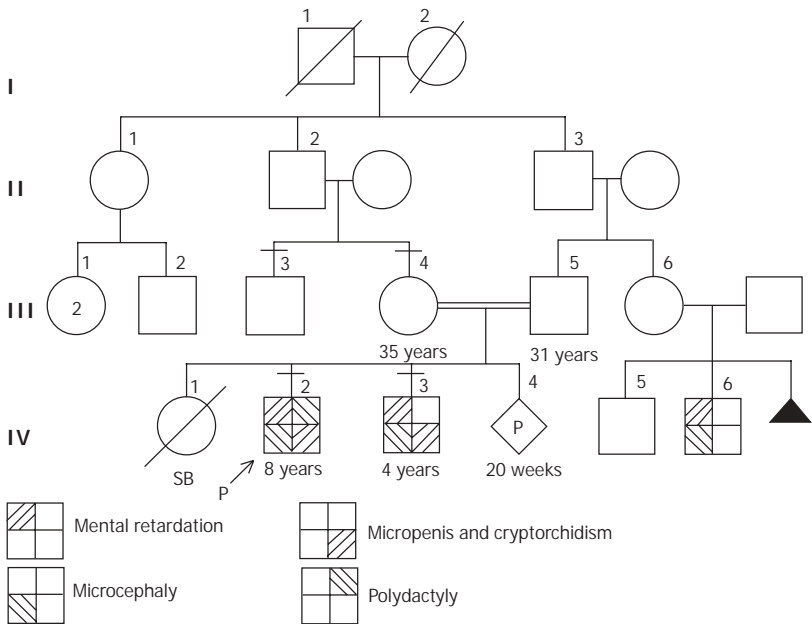 1
2
I
1
2
3
II
1
2
3
4
5
6
2
III
35 years
31 years
1
2
3
4
5
6
P
IV
SB
8 years
4 years
20 weeks
P
Mental retardation
Micropenis and cryptorchidism
Microcephaly
Polydactyly